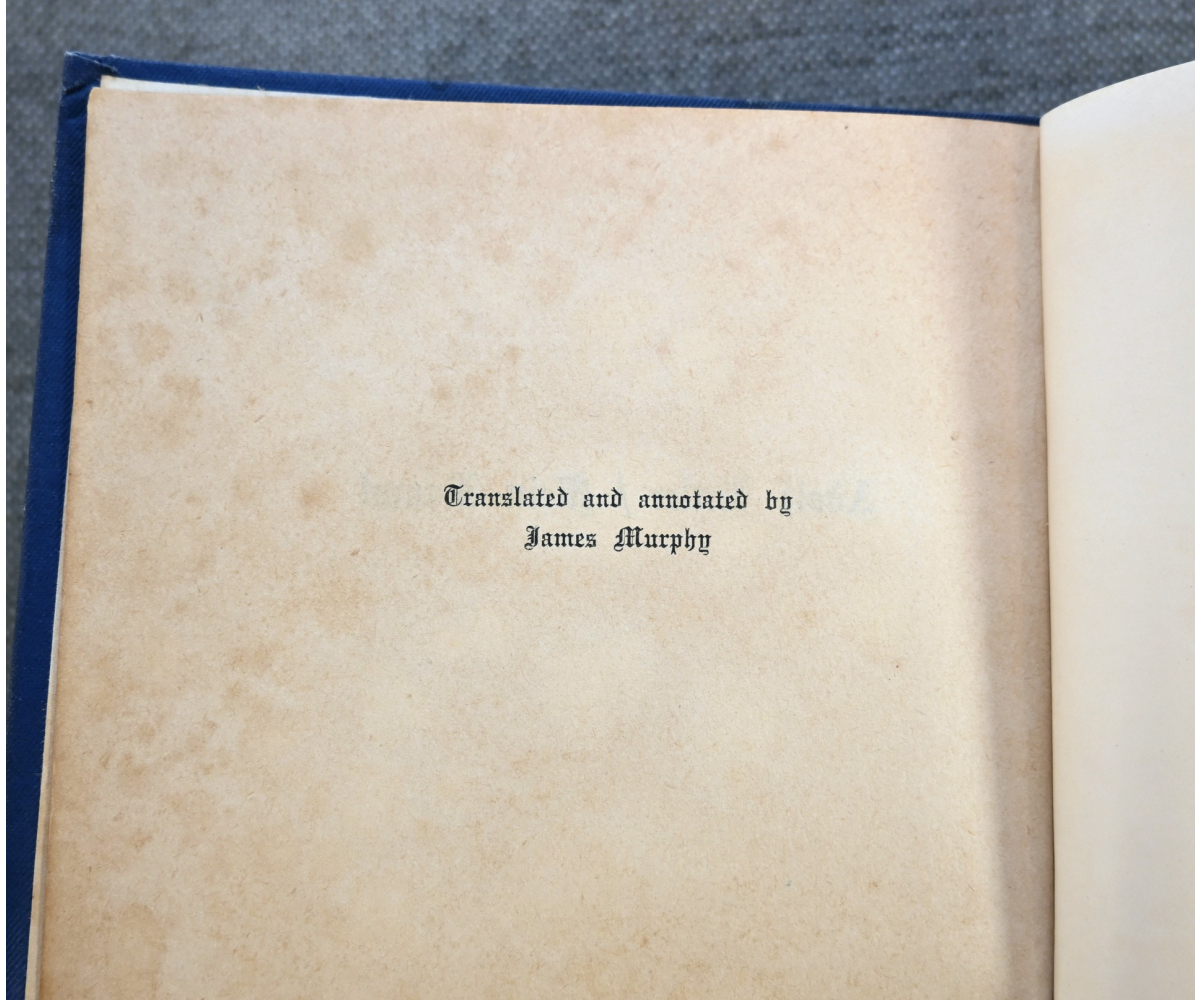 Translated and annotated by
James Murphy